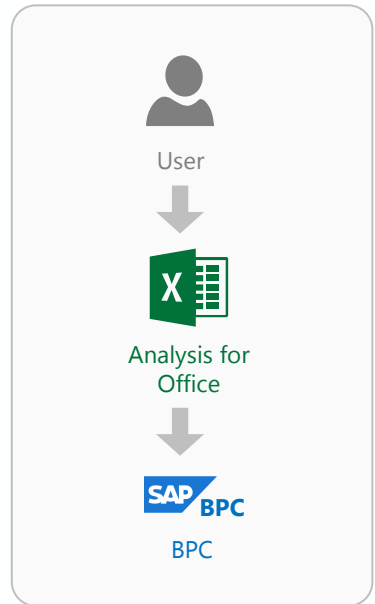 User
X
Analysis for
Office
SAP
BPC
BPC